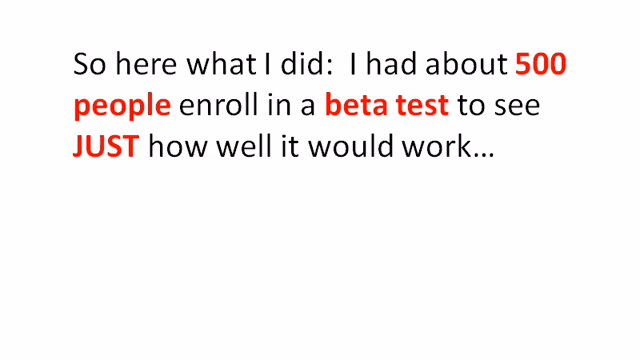 So here what I did:  I had about 500
people enroll in a beta test to see
JUST how well it would work...